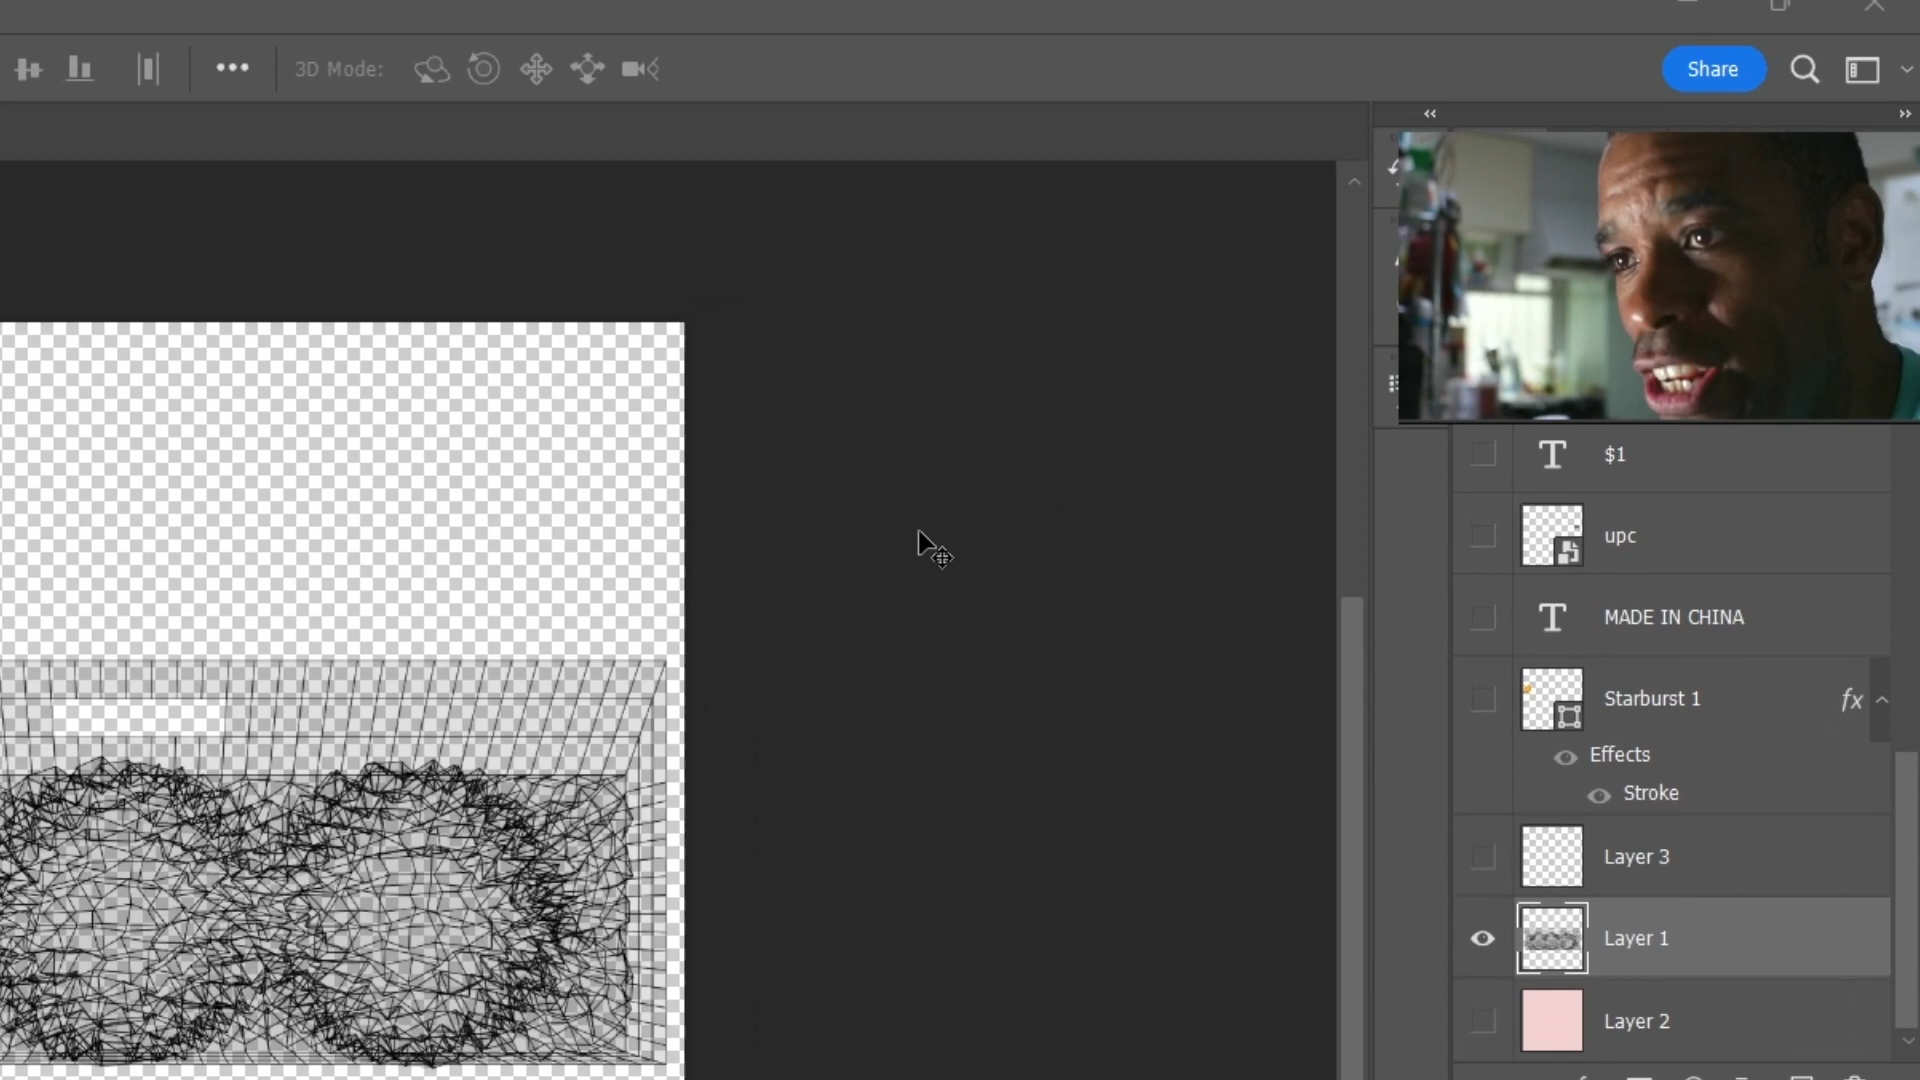 3D Mode:
Share
$1
upc
MADE IN CHINA
Starburst 1
fx
Effects
Stroke
Layer 3
Layer 1
Layer 2